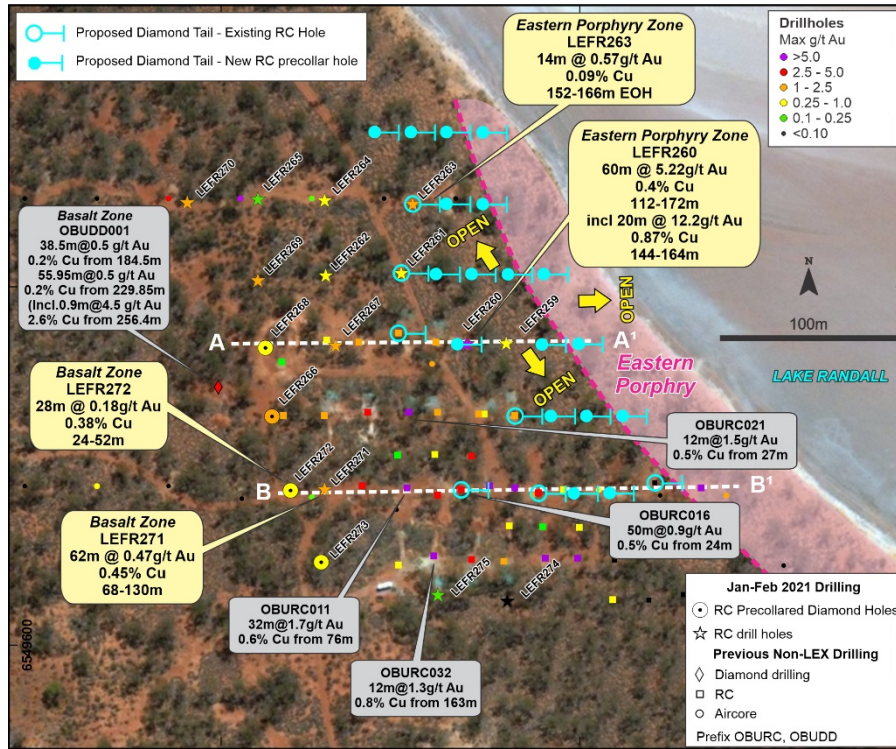 Proposed Diamond Tail - Existing RC Hole
Proposed Diamond Tail - New RC precollar hole
Eastern Porphyry Zone
LEFR263
14m @ 0.57g/t Au
0.09% Cu
152-166m EOH
Drillholes
Max g/t Au
>5.0
2.5 - 5.0
1 - 2.5
0.25 - 1.0
0.1 - 0.25
<0.10
Eastern Porphyry Zone
LEFR260
60m @ 5.22g/t Au
0.4% Cu
112-172m
incl 20m @ 12.2g/t Au
0.87% Cu
144-164m
LEFR270
LEFR265
LEFR264
LEFR263
Basalt Zone
OBUDD001
38.5m@0.5 g/t Au
0.2% Cu from 184.5m
55.95m@0.5 g/t Au
0.2% Cu from 229.85m
(Incl.0.9m@4.5 g/t Au
2.6% Cu from 256.4m)
LEFR269
LEFR262
LEFR261
OPEN
OPEN
N
100m
LEFR268
LEFR267
LEFR260
LEFR259
A
A¹
OPEN
Eastern
Porphry
LAKE RANDALL
Basalt Zone
LEFR272
28m @ 0.18g/t Au
0.38% Cu
24-52m
LEFR266
OBURC021
12m@1.5g/t Au
0.5% Cu from 27m
LEFR272
LEFR271
B
B¹
Basalt Zone
LEFR271
62m @ 0.47g/t Au
0.45% Cu
68-130m
LEFR273
OBURC016
50m@0.9g/t Au
0.5% Cu from 24m
LEFR275
LEFR274
OBURC011
32m@1.7g/t Au
0.6% Cu from 76m
OBURC032
12m@1.3g/t Au
0.8% Cu from 163m
6549600
Jan-Feb 2021 Drilling
RC Precollared Diamond Holes
RC drill holes
Previous Non-LEX Drilling
Diamond drilling
RC
Aircore
Prefix OBURC, OBUDD